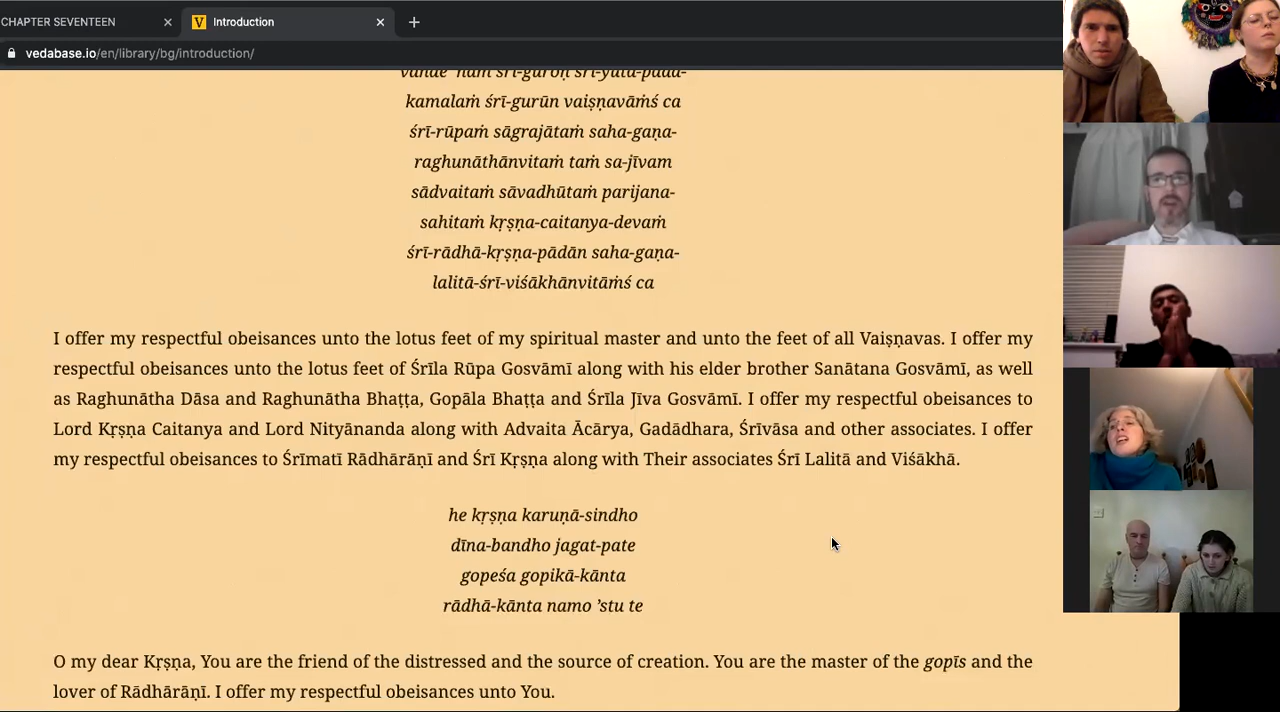 CHAPTER SEVENTEEN
V Introduction
vedabase.io/en/library/bg/introduction/
vande ’haṁ śrī-guroḥ śrī-yuta-pada-
kamalaṁ śrī-gurūn vaiṣṇavāṁś ca
śrī-rūpaṁ sāgrajātaṁ saha-gaṇa-
raghunāthānvitaṁ taṁ sa-jīvam
sādvaitaṁ sāvadhūtaṁ parijana-
sahitaṁ kṛṣṇa-caitanya-devaṁ
śrī-rādhā-kṛṣṇa-pādān saha-gaṇa-
lalitā-śrī-viśākhānvitāṁś ca
I offer my respectful obeisances unto the lotus feet of my spiritual master and unto the feet of all Vaiṣṇavas. I offer my
respectful obeisances unto the lotus feet of Śrīla Rūpa Gosvāmī along with his elder brother Sanātana Gosvāmī, as well
as Raghunātha Dāsa and Raghunātha Bhaṭṭa, Gopāla Bhaṭṭa and Śrīla Jīva Gosvāmī. I offer my respectful obeisances to
Lord Kṛṣṇa Caitanya and Lord Nityānanda along with Advaita Ācārya, Gadādhara, Śrīvāsa and other associates. I offer
my respectful obeisances to Śrīmatī Rādhārāṇī and Śrī Kṛṣṇa along with Their associates Śrī Lalitā and Viśākhā.
he kṛṣṇa karuṇā-sindho
dīna-bandho jagat-pate
gopeśa gopikā-kānta
rādhā-kānta namo ’stu te
O my dear Kṛṣṇa, You are the friend of the distressed and the source of creation. You are the master of the gopīs and the
lover of Rādhārāṇī. I offer my respectful obeisances unto You.